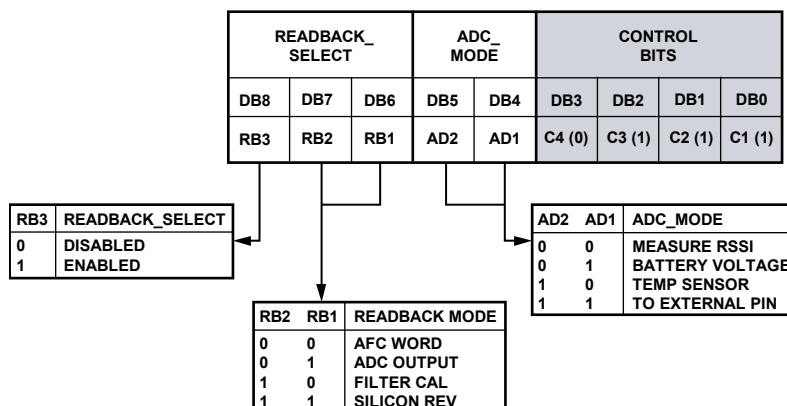 READBACK_
SELECT
ADC_
MODE
CONTROL
BITS
DB8 DB7 DB6 DB5 DB4 DB3 DB2 DB1 DB0
RB3 RB2 RB1 AD2 AD1 C4 (0) C3 (1) C2 (1) C1 (1)
RB3 READBACK_SELECT
0 DISABLED
1 ENABLED
AD2 AD1 ADC_MODE
0 0 MEASURE RSSI
0 1 BATTERY VOLTAGE
1 0 TEMP SENSOR
1 1 TO EXTERNAL PIN
RB2 RB1 READBACK MODE
0 0 AFC WORD
0 1 ADC OUTPUT
1 0 FILTER CAL
1 1 SILICON REV